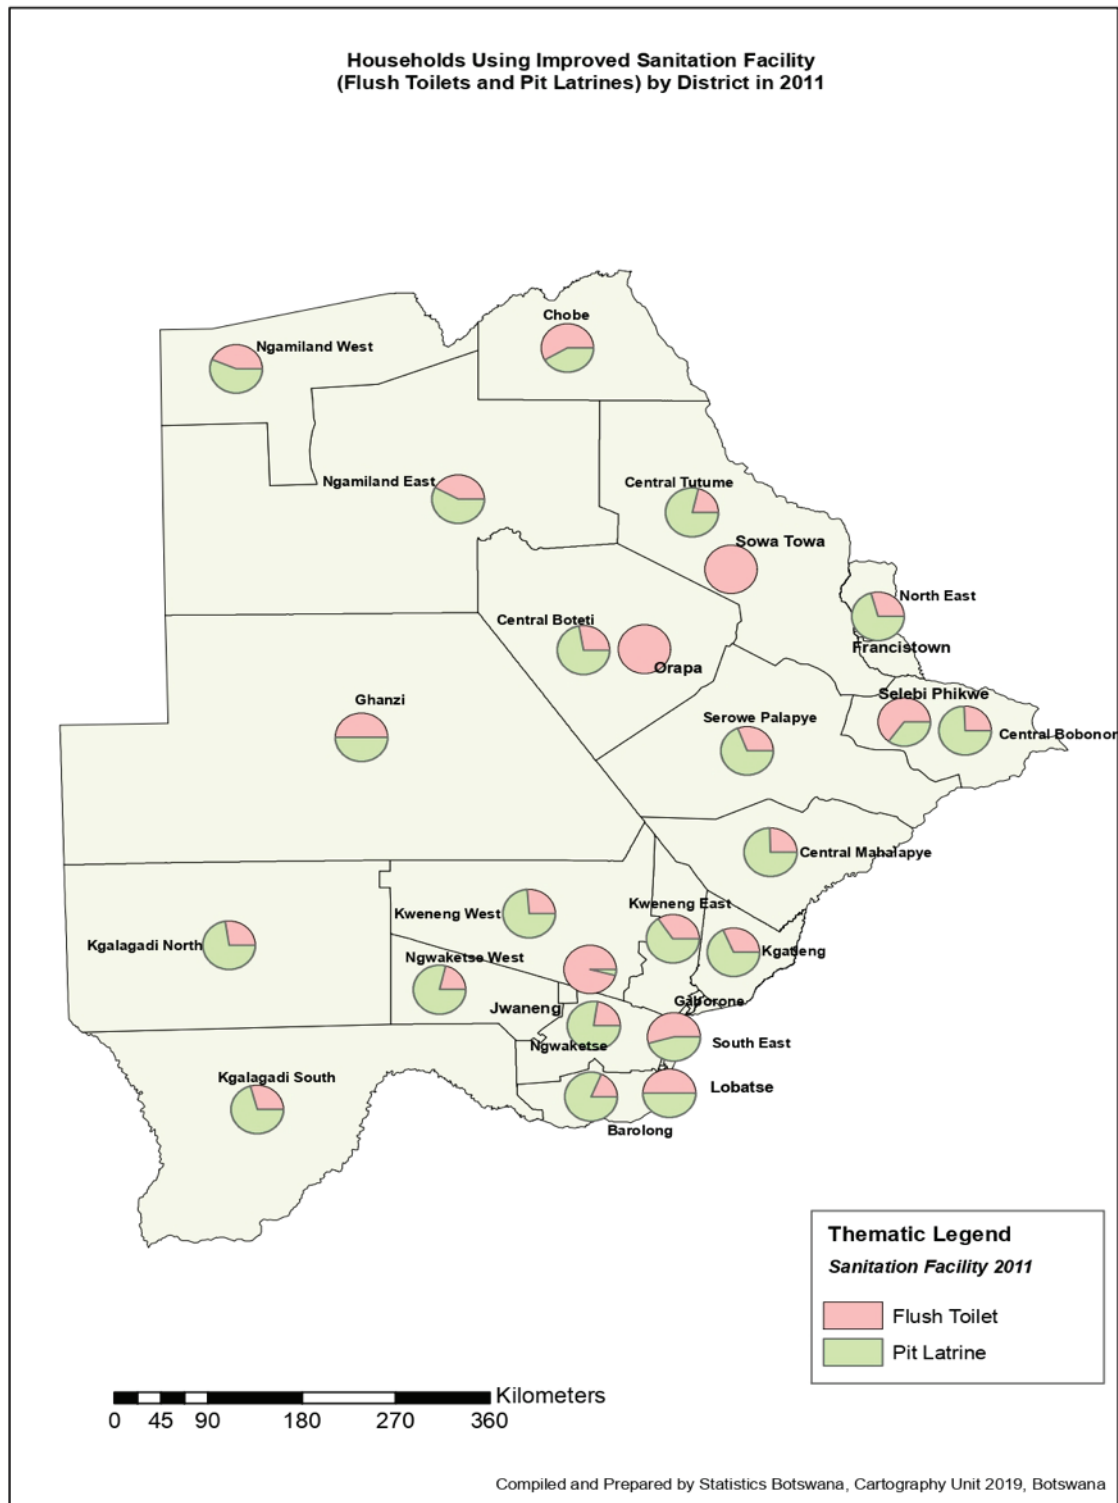 Households Using Improved Sanitation Facility
(Flush Toilets and Pit Latrines) by District in 2011
Chobe
Ngamiland West
Ngamiland East
Central Tutume
Sowa Towa
North East
Central Boteti
Francistown
Orapa
Selebi Phikwe
Ghanzi
Serowe Palapye
Central Bobonon
Central Mahalapye
Kweneng East
Kweneng West
Kgalagadi North
Kgatleng
Ngwaketse West
Gaborone
Jwaneng
South East
Ngwaketse
Kgalagadi South
Lobatse
Barolong
Thematic Legend
Sanitation Facility 2011
Flush Toilet
Pit Latrine
Kilometers
0 45 90 180 270 360
Compiled and Prepared by Statistics Botswana, Cartography Unit 2019, Botswana